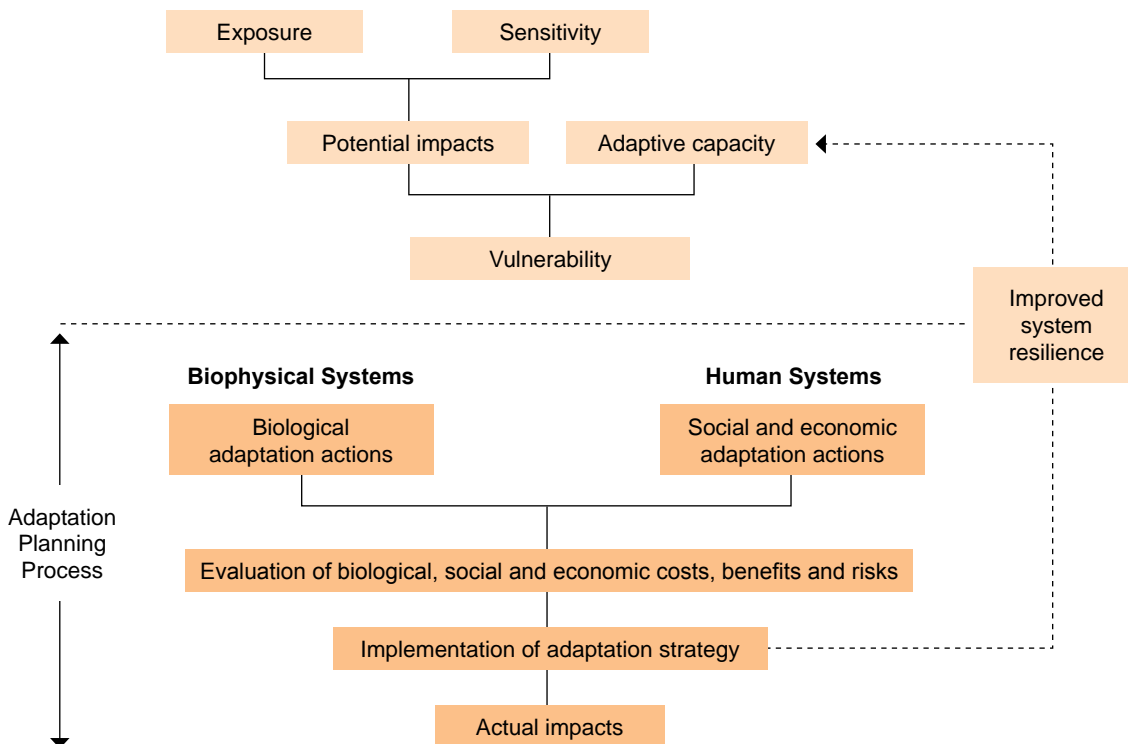 Exposure
Sensitivity
Potential impacts
Adaptive capacity
Vulnerability
Improved
system
resilience
Biophysical Systems
Human Systems
Biological
adaptation actions
Social and economic
adaptation actions
Adaptation
Planning
Process
Evaluation of biological, social and economic costs, benefits and risks
Implementation of adaptation strategy
Actual impacts